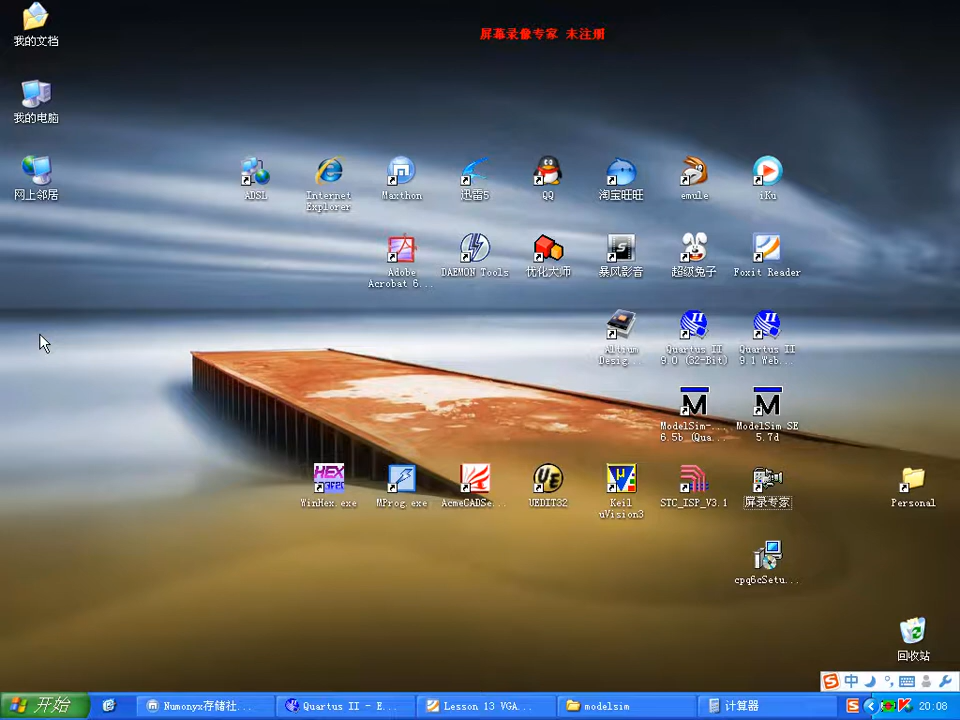 屏幕录像专家 未注册
我的文档
我的电脑
网上邻居
ADSL
Internet
Explorer
Maxthon
迅雷5
QQ
淘宝旺旺
emule
iKu
Adobe
Acrobat 6...
DAEMON Tools
优化大师
暴风影音
超级兔子
Foxit Reader
Altium
Desig...
Quartus II
9.0 (32-Bit)
Quartus II
9.1 Web...
ModelSim-...
6.5b (Qua...
ModelSim SE
5.7d
WinHex.exe
MProg.exe
AcmeCADSe...
UEDIT32
Keil
uVision3
STC_ISP_V3.1
屏录专家
Personal
cpq6cSetu...
回收站
中
开始
Numonyx存储社...
Quartus II - E...
Lesson 13 VGA...
modelsim
计算器
20:08